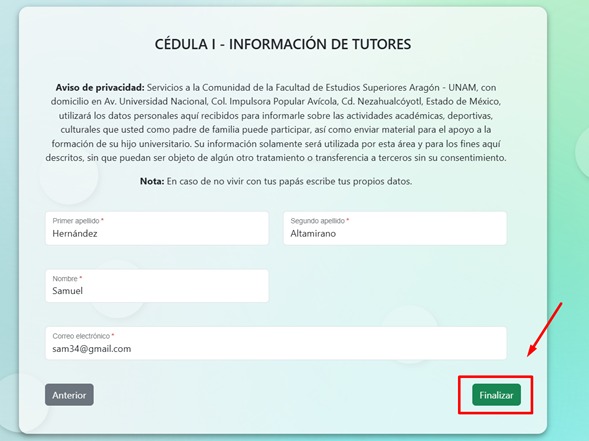 CÉDULA I - INFORMACIÓN DE TUTORES
Aviso de privacidad: Servicios a la Comunidad de la Facultad de Estudios Superiores Aragón - UNAM, con
domicilio en Av. Universidad Nacional, Col. Impulsora Popular Avícola, Cd. Nezahualcóyotl, Estado de México,
utilizará los datos personales aquí recibidos para informarle sobre las actividades académicas, deportivas,
culturales que usted como padre de familia puede participar, así como enviar material para el apoyo a la
formación de su hijo universitario. Su información solamente será utilizada por esta área y para los fines aquí
descritos, sin que puedan ser objeto de algún otro tratamiento o transferencia a terceros sin su consentimiento.
Nota: En caso de no vivir con tus papás escribe tus propios datos.
Primer apellido * Segundo apellido *
Hernández Altamirano
Nombre *
Samuel
Correo electrónico *
sam34@gmail.com
Anterior Finalizar